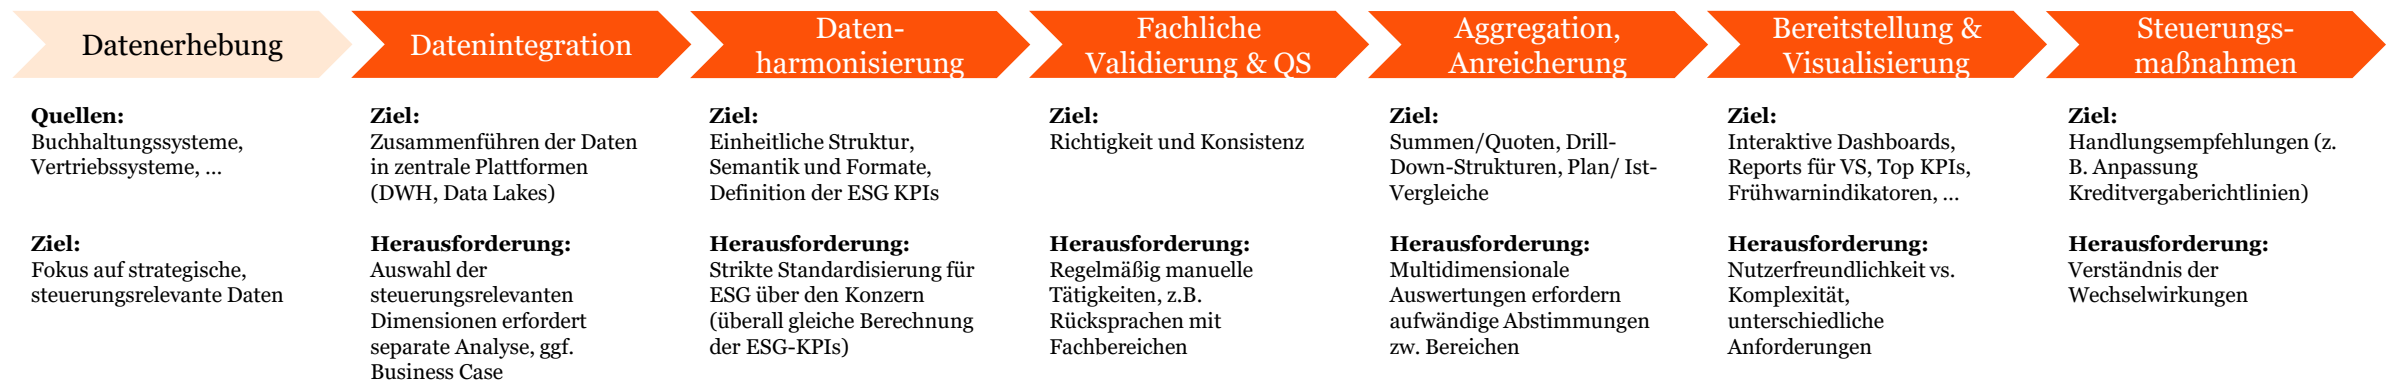 Datenerhebung
Quellen:
Buchhaltungssysteme,
Vertriebssysteme, ...
Ziel:
Fokus auf strategische,
steuerungsrelevante Daten
Datenintegration
Ziel:
Zusammenführen der Daten
in zentrale Plattformen
(DWH, Data Lakes)
Herausforderung:
Auswahl der
steuerungsrelevanten
Dimensionen erfordert
separate Analyse, ggf.
Business Case
Daten-
harmonisierung
Ziel:
Einheitliche Struktur,
Semantik und Formate,
Definition der ESG KPIs
Herausforderung:
Strikte Standardisierung für
ESG über den Konzern
(überall gleiche Berechnung
der ESG-KPIs)
Fachliche
Validierung & QS
Ziel:
Richtigkeit und Konsistenz
Herausforderung:
Regelmäßig manuelle
Tätigkeiten, z.B.
Rücksprachen mit
Fachbereichen
Aggregation,
Anreicherung
Ziel:
Summen/Quoten, Drill-
Down-Strukturen, Plan/ Ist-
Vergleiche
Herausforderung:
Multidimensionale
Auswertungen erfordern
aufwändige Abstimmungen
zw. Bereichen
Bereitstellung &
Visualisierung
Ziel:
Interaktive Dashboards,
Reports für VS, Top KPIs,
Frühwarnindikatoren, ...
Herausforderung:
Nutzerfreundlichkeit vs.
Komplexität,
unterschiedliche
Anforderungen
Steuerungs-
maßnahmen
Ziel:
Handlungsempfehlungen (z.
B. Anpassung
Kreditvergaberichtlinien)
Herausforderung:
Verständnis der
Wechselwirkungen